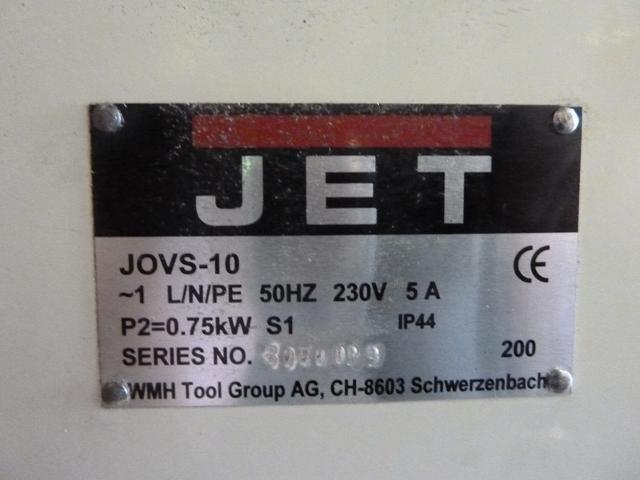 JET
JOVS-10 CE
~1 L/N/PE 50HZ 230V 5 A
P2=0.75kW S1 IP44
SERIES NO. 200
WMH Tool Group AG, CH-8603 Schwerzenbach